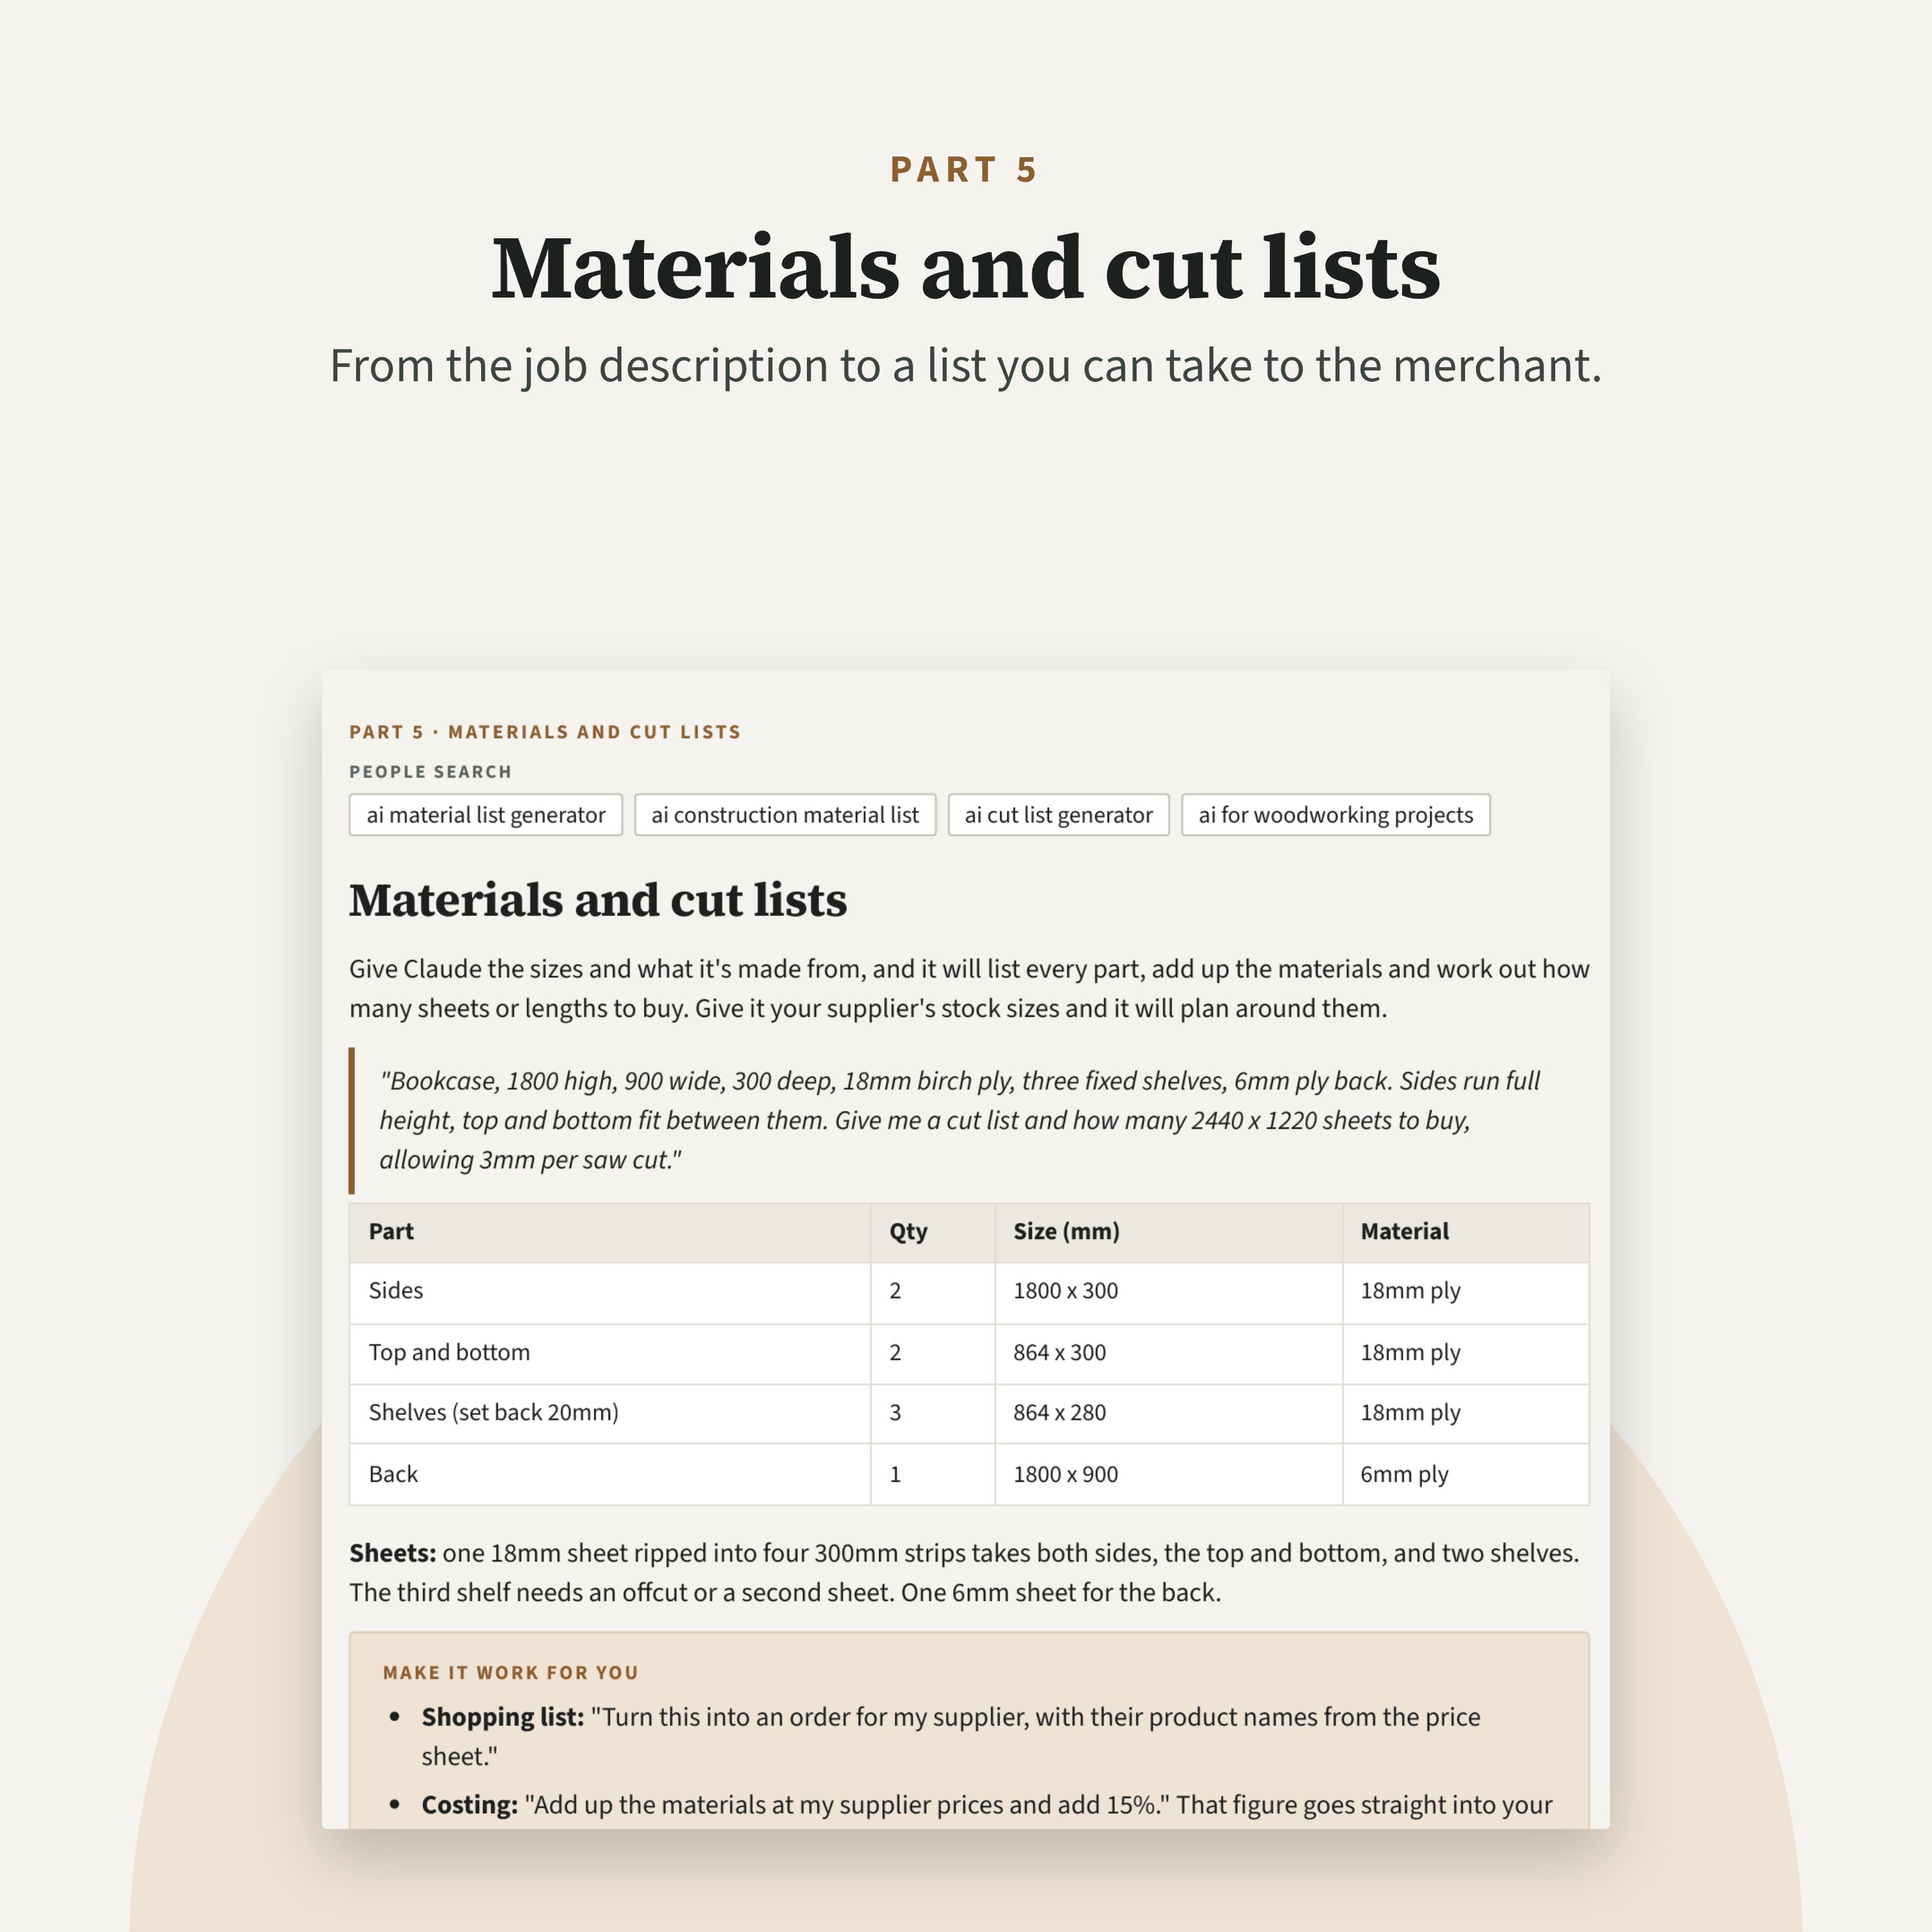 PART 5
Materials and cut lists
From the job description to a list you can take to the merchant.
PART 5 · MATERIALS AND CUT LISTS
PEOPLE SEARCH
ai material list generator ai construction material list ai cut list generator ai for woodworking projects
Materials and cut lists
Give Claude the sizes and what it's made from, and it will list every part, add up the materials and work out how
many sheets or lengths to buy. Give it your supplier's stock sizes and it will plan around them.
"Bookcase, 1800 high, 900 wide, 300 deep, 18mm birch ply, three fixed shelves, 6mm ply back. Sides run full
height, top and bottom fit between them. Give me a cut list and how many 2440 x 1220 sheets to buy,
allowing 3mm per saw cut."
Part Qty Size (mm) Material
Sides 2 1800 x 300 18mm ply
Top and bottom 2 864 x 300 18mm ply
Shelves (set back 20mm) 3 864 x 280 18mm ply
Back 1 1800 x 900 6mm ply
Sheets: one 18mm sheet ripped into four 300mm strips takes both sides, the top and bottom, and two shelves.
The third shelf needs an offcut or a second sheet. One 6mm sheet for the back.
MAKE IT WORK FOR YOU
• Shopping list: "Turn this into an order for my supplier, with their product names from the price
sheet."
• Costing: "Add up the materials at my supplier prices and add 15%." That figure goes straight into your